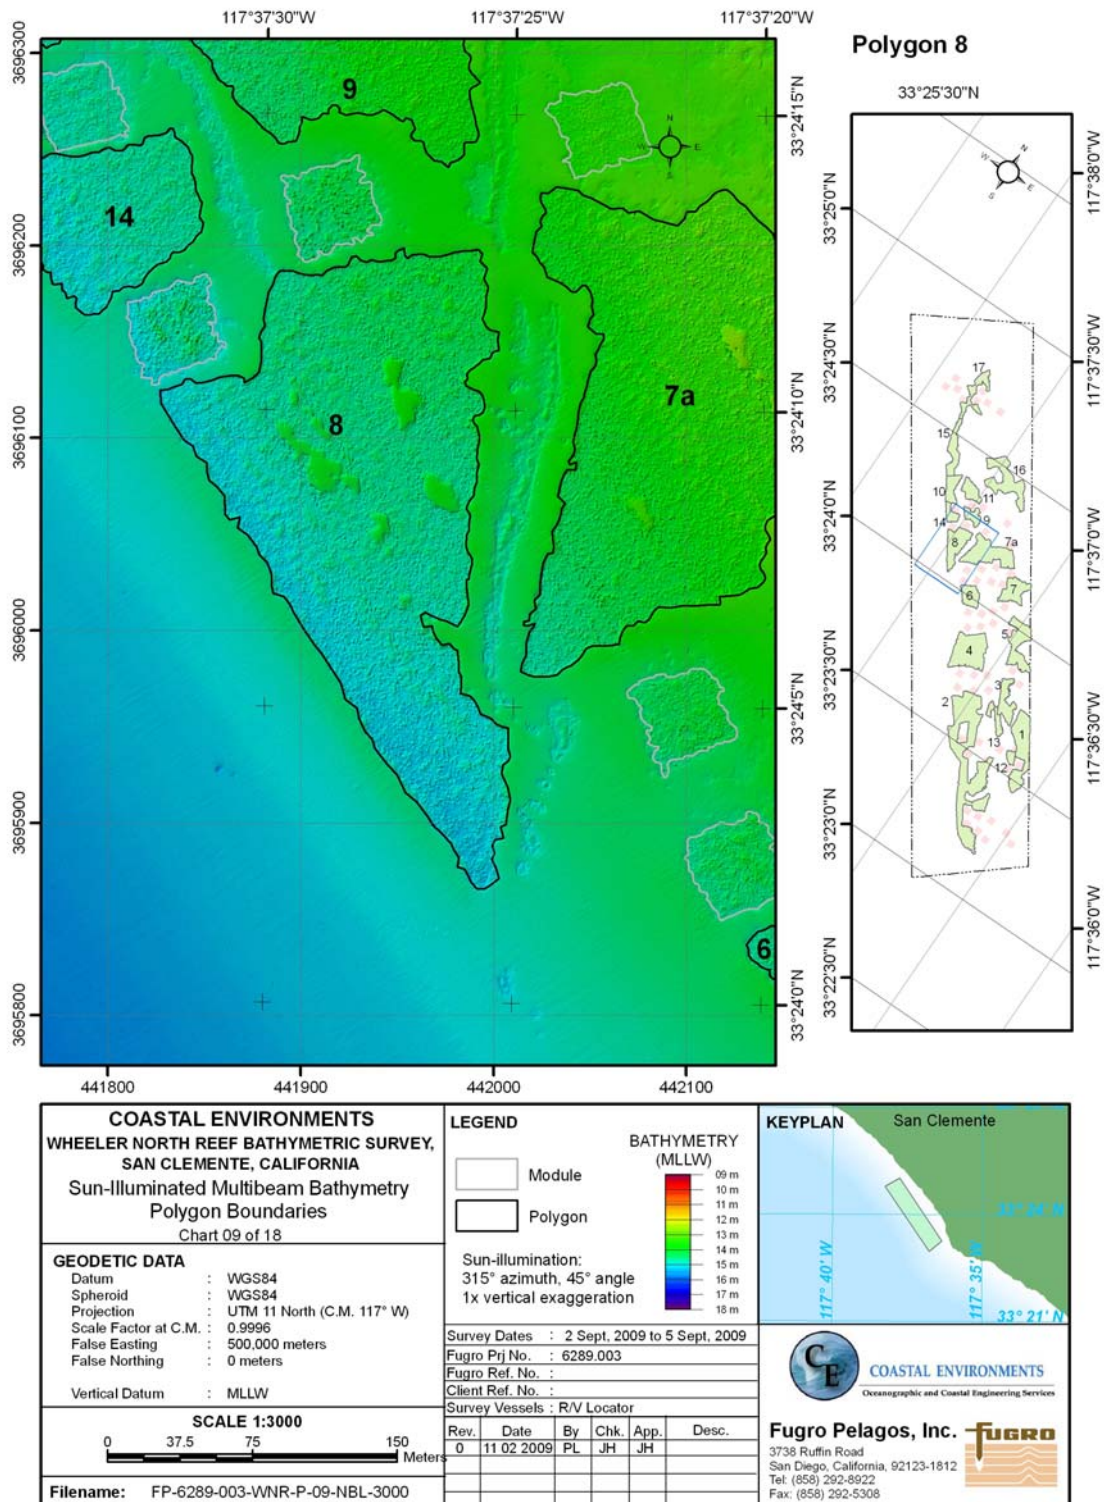 117°37'30"W 117°37'25"W 117°37'20"W
3696300
3696200
3696100
3696000
3695900
3695800
33°24'15"N
33°24'10"N
33°24'5"N
33°24'0"N
9
14
8
7a
6
N
W E
S
441800 441900 442000 442100
Polygon 8
33°25'30"N
33°25'0"N
33°24'30"N
33°24'0"N
33°23'30"N
33°23'0"N
33°22'30"N
117°38'0"W
117°37'30"W
117°37'0"W
117°36'30"W
117°36'0"W
N
W
E
S
17
15
16
10
11
14
9
8
7a
6
7
5
4
3
2
1
13
12
COASTAL ENVIRONMENTS
WHEELER NORTH REEF BATHYMETRIC SURVEY,
SAN CLEMENTE, CALIFORNIA
Sun-Illuminated Multibeam Bathymetry
Polygon Boundaries
Chart 09 of 18
GEODETIC DATA
Datum : WGS84
Spheroid : WGS84
Projection : UTM 11 North (C.M. 117° W)
Scale Factor at C.M. : 0.9996
False Easting : 500,000 meters
False Northing : 0 meters
Vertical Datum : MLLW
SCALE 1:3000
0 37.5 75 150
Meters
Filename: FP-6289-003-WNR-P-09-NBL-3000
LEGEND
Module
Polygon
Sun-illumination:
315° azimuth, 45° angle
1x vertical exaggeration
BATHYMETRY
(MLLW)
09 m
10 m
11 m
12 m
13 m
14 m
15 m
16 m
17 m
18 m
Survey Dates : 2 Sept, 2009 to 5 Sept, 2009
Fugro Prj No. : 6289.003
Fugro Ref. No. :
Client Ref. No. :
Survey Vessels : R/V Locator
Rev. Date By Chk. App. Desc.
0 11 02 2009 PL JH JH
KEYPLAN
San Clemente
33° 24' N
117° 40' W
117° 35' W
33° 21' N
CE
COASTAL ENVIRONMENTS
Oceanographic and Coastal Engineering Services
Fugro Pelagos, Inc.
3738 Ruffin Road
San Diego, California, 92123-1812
Tel: (858) 292-8922
Fax: (858) 292-5308
FUGRO